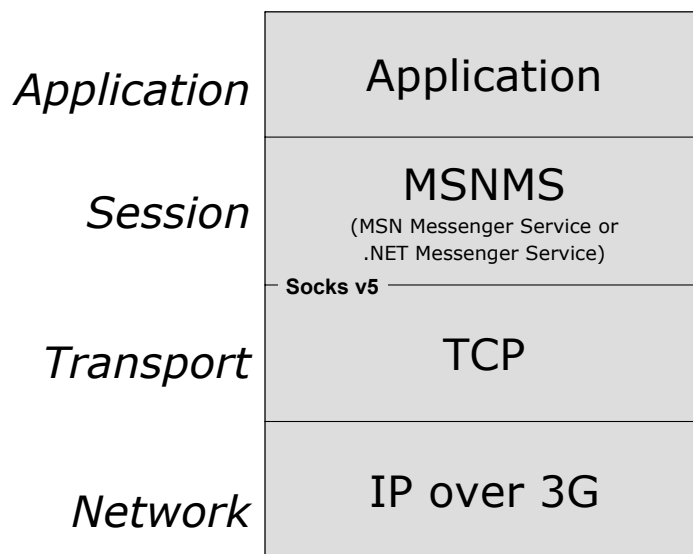 Application
Application
Session
MSNMS
(MSN Messenger Service or
.NET Messenger Service)
Socks v5
Transport
TCP
Network
IP over 3G